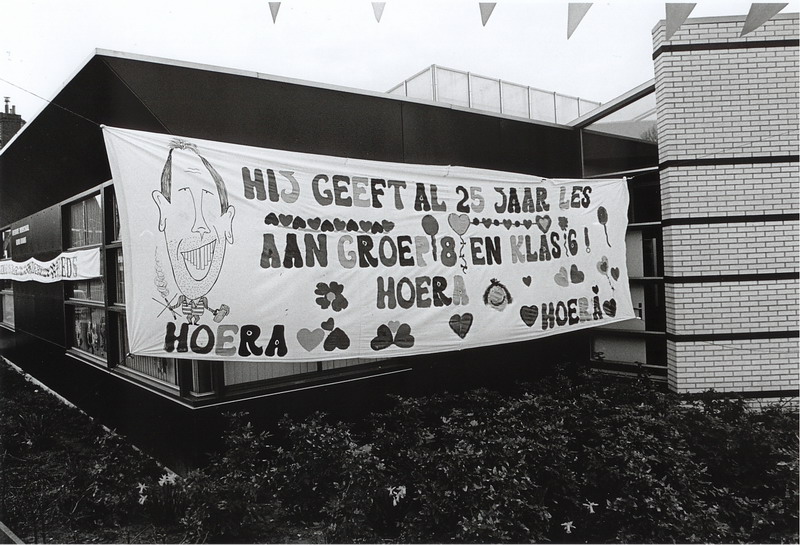 HIJ GEEFT AL 25 JAAR LES
AAN GROEP 8 EN KLAS 6!
HOERA
HOERA
HOERA